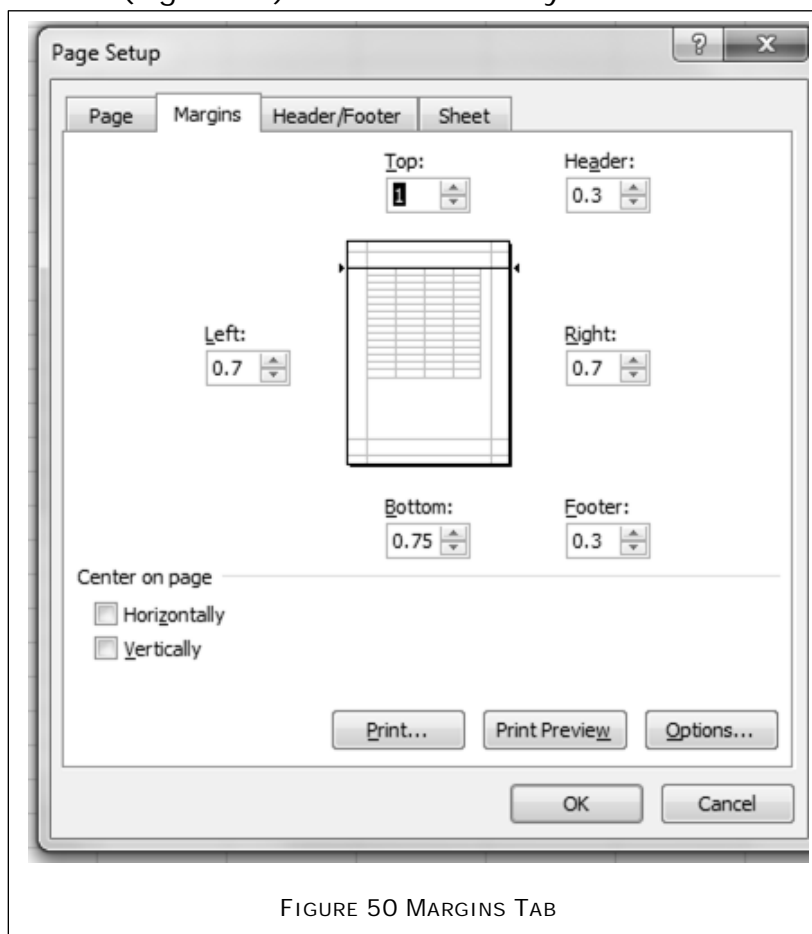 Page Setup
Page Margins Header/Footer Sheet
Top: Header:
1 0.3
Left: Right:
0.7 0.7
Bottom: Footer:
0.75 0.3
Center on page
Horizontally
Vertically
Print... Print Preview Options...
OK Cancel
FIGURE 50 MARGINS TAB